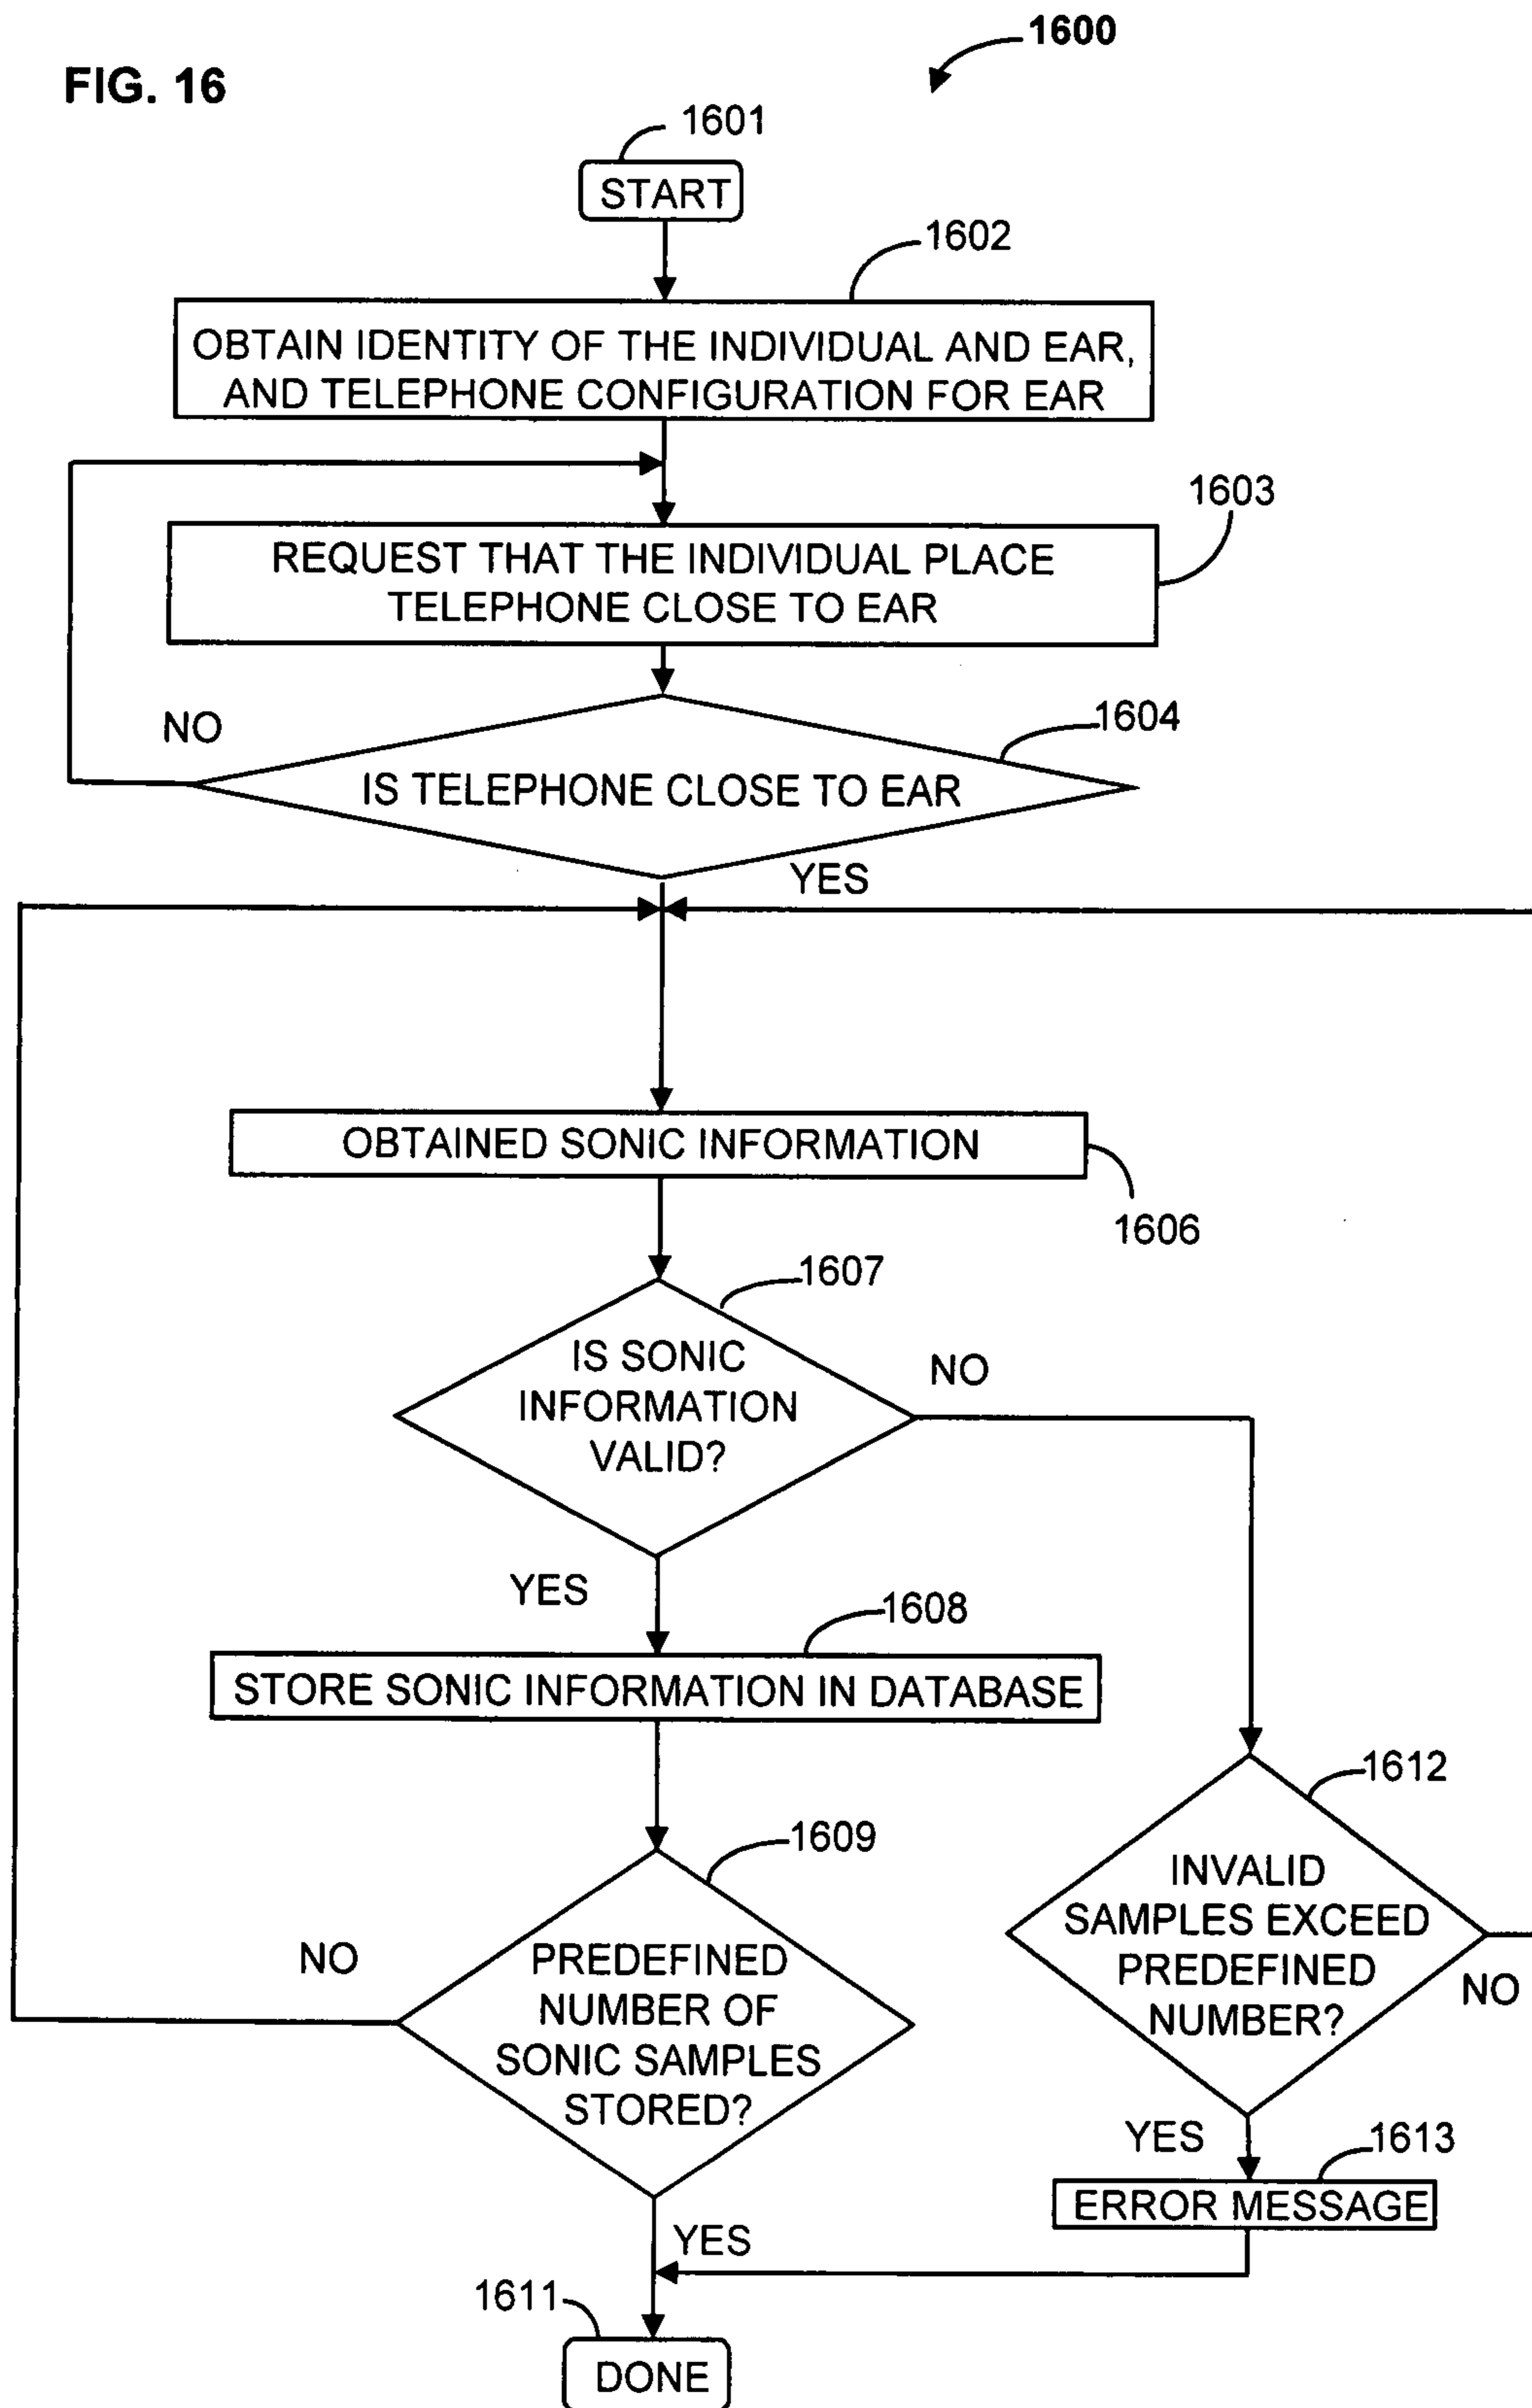 1600
FIG. 16
1601
START
1602
OBTAIN IDENTITY OF THE INDIVIDUAL AND EAR,
AND TELEPHONE CONFIGURATION FOR EAR
1603
REQUEST THAT THE INDIVIDUAL PLACE
TELEPHONE CLOSE TO EAR
1604
NO
IS TELEPHONE CLOSE TO EAR
YES
OBTAINED SONIC INFORMATION
1606
1607
IS SONIC
INFORMATION
VALID?
NO
YES
1608
STORE SONIC INFORMATION IN DATABASE
1612
1609
INVALID
SAMPLES EXCEED
PREDEFINED
NUMBER?
NO
NO
PREDEFINED
NUMBER OF
SONIC SAMPLES
STORED?
YES
1613
ERROR MESSAGE
YES
1611
DONE